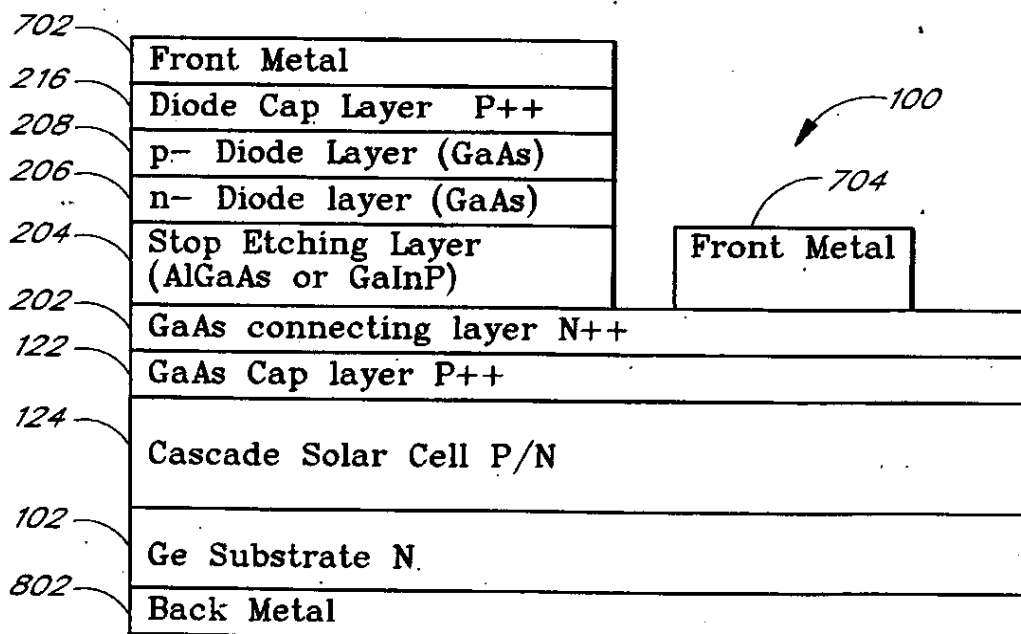 702
Front Metal
216
Diode Cap Layer P++
100
208
p- Diode Layer (GaAs)
206
n- Diode layer (GaAs)
704
204
Stop Etching Layer
(AlGaAs or GaInP)
Front Metal
202
GaAs connecting layer N++
122
GaAs Cap layer P++
124
Cascade Solar Cell P/N
102
Ge Substrate N
802
Back Metal